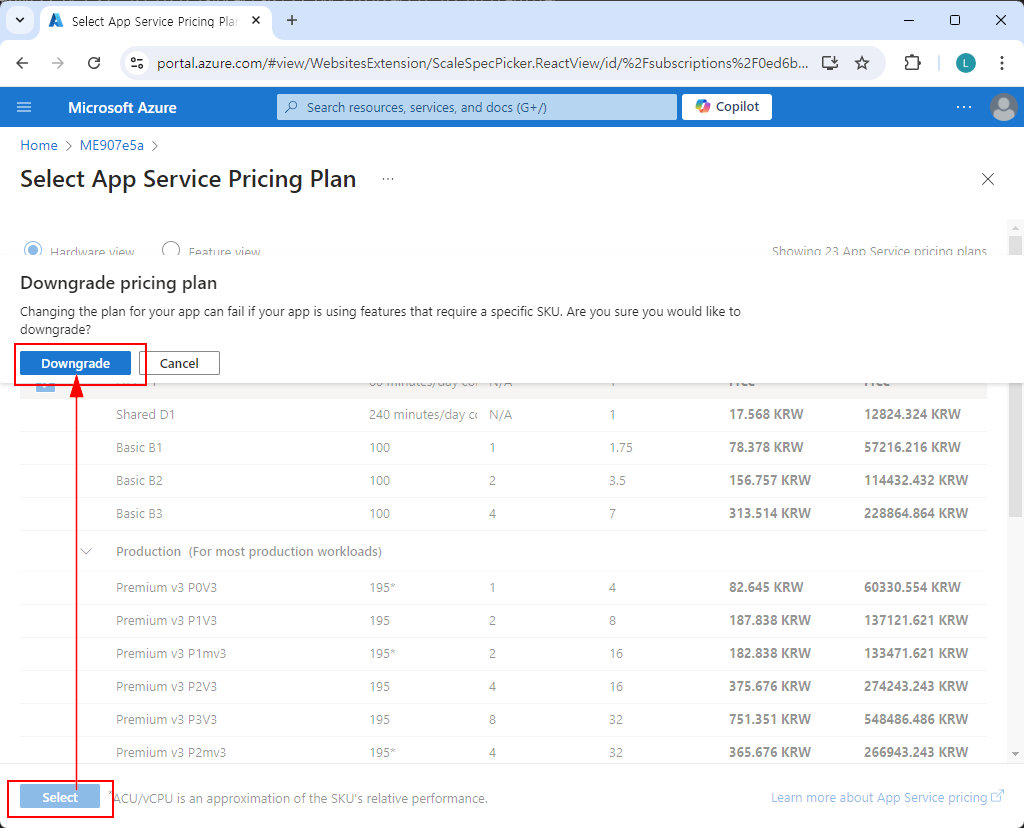 Select App Service Pricing Pla
portal.azure.com/#view/WebsitesExtension/ScaleSpecPicker.ReactView/id/%2Fsubscriptions%2F0ed6b...
L
Microsoft Azure
Search resources, services, and docs (G+/)
Copilot
Home > ME907e5a >
Select App Service Pricing Plan
Hardware view Feature view Showing 23 App Service pricing plans
Downgrade pricing plan
Changing the plan for your app can fail if your app is using features that require a specific SKU. Are you sure you would like to
downgrade?
Downgrade Cancel
60 minutes/day co N/A 1 Free Free
Shared D1 240 minutes/day co N/A 1 17.568 KRW 12824.324 KRW
Basic B1 100 1 1.75 78.378 KRW 57216.216 KRW
Basic B2 100 2 3.5 156.757 KRW 114432.432 KRW
Basic B3 100 4 7 313.514 KRW 228864.864 KRW
Production (For most production workloads)
Premium v3 P0V3 195* 1 4 82.645 KRW 60330.554 KRW
Premium v3 P1V3 195 2 8 187.838 KRW 137121.621 KRW
Premium v3 P1mv3 195* 2 16 182.838 KRW 133471.621 KRW
Premium v3 P2V3 195 4 16 375.676 KRW 274243.243 KRW
Premium v3 P3V3 195 8 32 751.351 KRW 548486.486 KRW
Premium v3 P2mv3 195* 4 32 365.676 KRW 266943.243 KRW
Select *ACU/vCPU is an approximation of the SKU's relative performance. Learn more about App Service pricing